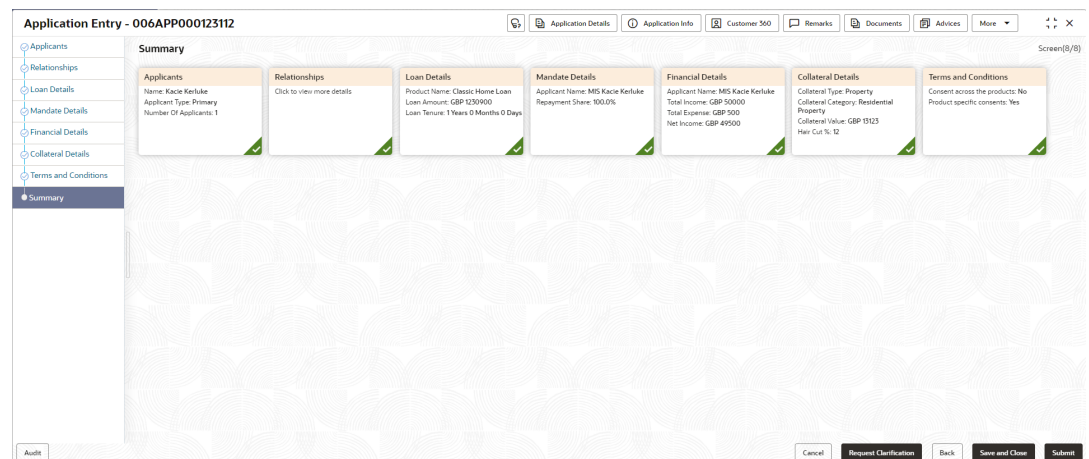 Application Entry - 006APP000123112
Application Details
Application Info
Customer 360
Remarks
Documents
Advices
More
Applicants
Relationships
Loan Details
Mandate Details
Financial Details
Collateral Details
Terms and Conditions
Summary
Summary
Screen(8/8)
Applicants
Name: Kacie Kerluke
Applicant Type: Primary
Number Of Applicants: 1
Relationships
Click to view more details
Loan Details
Product Name: Classic Home Loan
Loan Amount: GBP 1230900
Loan Tenure: 1 Years 0 Months 0 Days
Mandate Details
Applicant Name: MIS Kacie Kerluke
Repayment Share: 100.0%
Financial Details
Applicant Name: MIS Kacie Kerluke
Total Income: GBP 50000
Total Expense: GBP 500
Net Income: GBP 49500
Collateral Details
Collateral Type: Property
Collateral Category: Residential
Property
Collateral Value: GBP 13123
Hair Cut %: 12
Terms and Conditions
Consent across the products: No
Product specific consents: Yes
Audit
Cancel
Request Clarification
Back
Save and Close
Submit